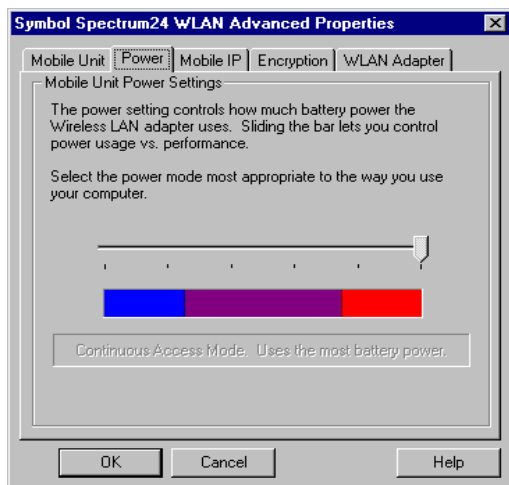 Symbol Spectrum24 WLAN Advanced Properties
Mobile Unit Power Mobile IP Encryption WLAN Adapter
Mobile Unit Power Settings
The power setting controls how much battery power the
Wireless LAN adapter uses. Sliding the bar lets you control
power usage vs. performance.
Select the power mode most appropriate to the way you use
your computer.
Continuous Access Mode. Uses the most battery power.
OK Cancel Help